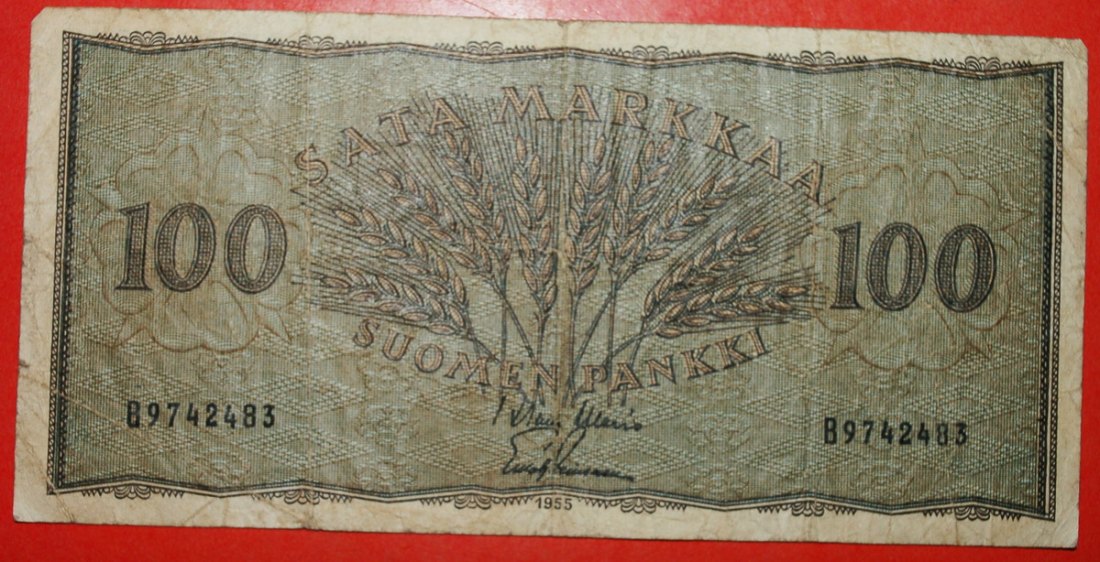 SATA MARKKAA
100 100
SUOMEN PANKKI
B9742483 B9742483
1955